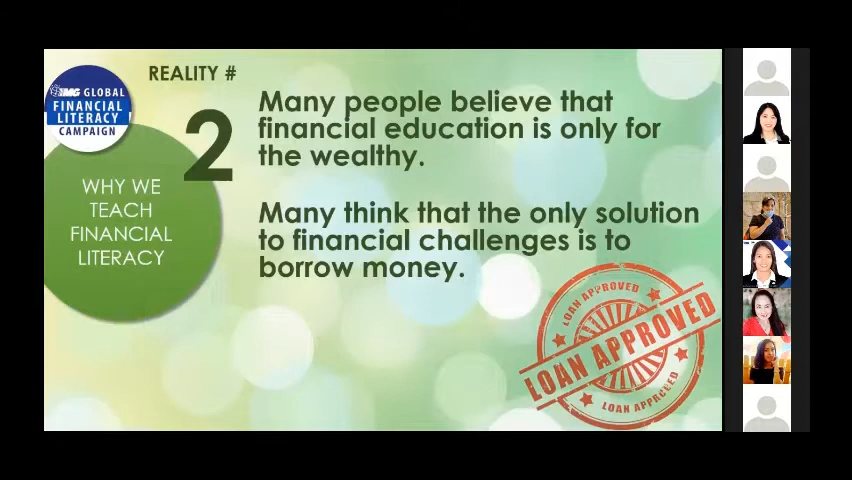 REALITY #
2
IMG GLOBAL
FINANCIAL
LITERACY
CAMPAIGN
WHY WE
TEACH
FINANCIAL
LITERACY
Many people believe that
financial education is only for
the wealthy.
Many think that the only solution
to financial challenges is to
borrow money.
LOAN APPROVED
LOAN APPROVED
LOAN APPROVED